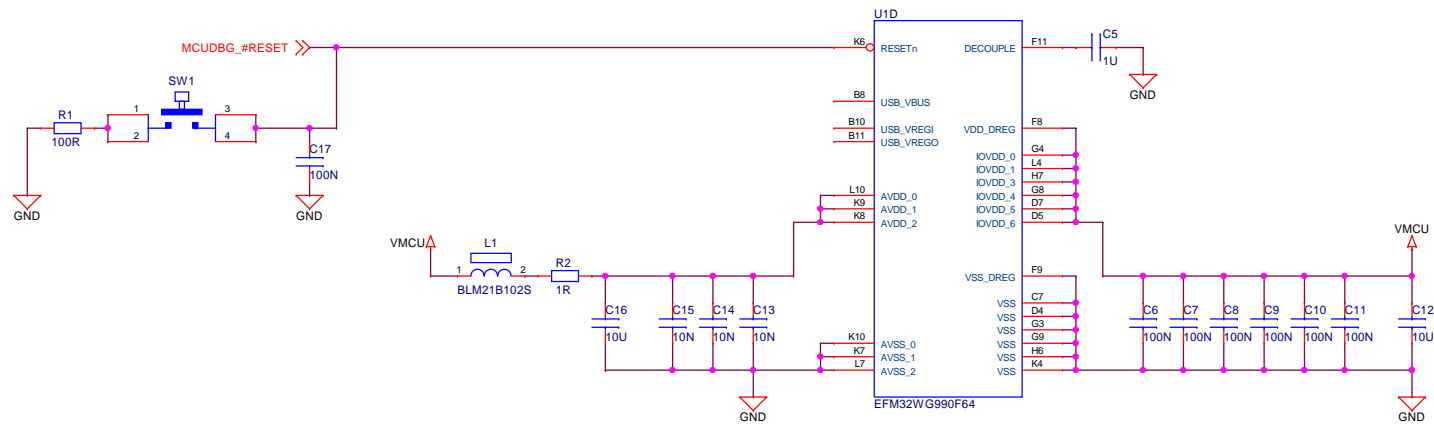 U1D
MCUDBG_#RESET
K6
RESETn
DECOUPLE
F11
C5
1U
GND
SW1
R1
100R
1
2
3
4
C17
100N
GND
GND
B8
USB_VBUS
B10
USB_VREGI
B11
USB_VREGO
VDD_DREG
F8
IOVDD_0
G4
IOVDD_1
L4
IOVDD_3
H7
IOVDD_4
G8
IOVDD_5
D7
IOVDD_6
D5
L10
AVDD_0
K9
AVDD_1
K8
AVDD_2
VMCU
L1
1
2
BLM21B102S
R2
1R
VMCU
VSS_DREG
F9
VSS
C7
VSS
D4
VSS
G3
VSS
G9
VSS
H6
VSS
K4
C16
10U
C15
10N
C14
10N
C13
10N
K10
AVSS_0
K7
AVSS_1
L7
AVSS_2
C6
100N
C7
100N
C8
100N
C9
100N
C10
100N
C11
100N
C12
10U
GND
EFM32WG990F64
GND